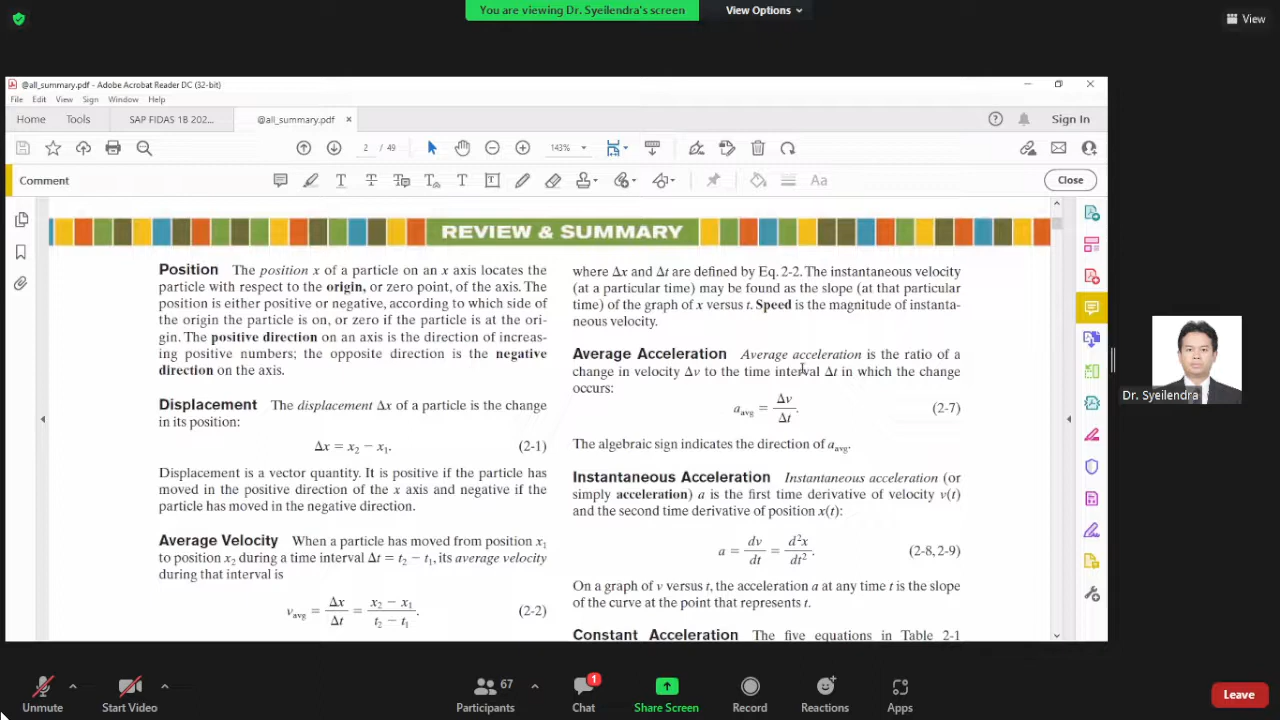 You are viewing Dr. Syeilendra's screen
View Options
View
@all_summary.pdf - Adobe Acrobat Reader DC (32-bit)
File Edit View Sign Window Help
Home Tools SAP FIDAS 1B 202... @all_summary.pdf ×
Sign In
2 / 49
143%
Comment
Close
REVIEW & SUMMARY
Position The position x of a particle on an x axis locates the
particle with respect to the origin, or zero point, of the axis. The
position is either positive or negative, according to which side of
the origin the particle is on, or zero if the particle is at the ori-
gin. The positive direction on an axis is the direction of increas-
ing positive numbers; the opposite direction is the negative
direction on the axis.
Displacement The displacement Δx of a particle is the change
in its position:
Δx = x₂ − x₁. (2-1)
Displacement is a vector quantity. It is positive if the particle has
moved in the positive direction of the x axis and negative if the
particle has moved in the negative direction.
Average Velocity When a particle has moved from position x₁
to position x₂ during a time interval Δt = t₂ − t₁, its average velocity
during that interval is
v_avg = Δx/Δt = (x₂ − x₁)/(t₂ − t₁). (2-2)
where Δx and Δt are defined by Eq. 2-2. The instantaneous velocity
(at a particular time) may be found as the slope (at that particular
time) of the graph of x versus t. Speed is the magnitude of instanta-
neous velocity.
Average Acceleration Average acceleration is the ratio of a
change in velocity Δv to the time interval Δt in which the change
occurs:
a_avg = Δv/Δt. (2-7)
The algebraic sign indicates the direction of a_avg.
Instantaneous Acceleration Instantaneous acceleration (or
simply acceleration) a is the first time derivative of velocity v(t)
and the second time derivative of position x(t):
a = dv/dt = d²x/dt². (2-8, 2-9)
On a graph of v versus t, the acceleration a at any time t is the slope
of the curve at the point that represents t.
Constant Acceleration The five equations in Table 2-1
Dr. Syeilendra
Unmute
Start Video
67
Participants
1
Chat
Share Screen
Record
Reactions
Apps
Leave